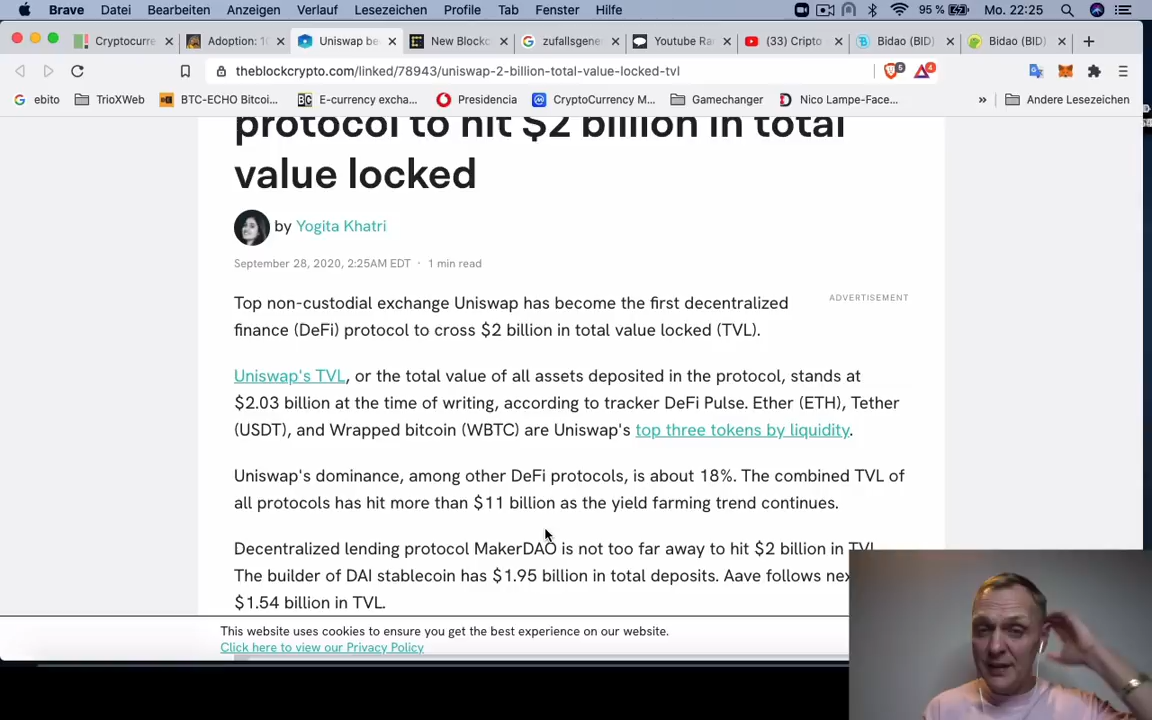 Brave Datei Bearbeiten Anzeigen Verlauf Lesezeichen Profile Tab Fenster Hilfe 95 % Mo. 22:25
Cryptocurre Adoption: 10 Uniswap be New Blockc zufallsgene Youtube Ra (33) Cripto Bidao (BID) Bidao (BID)
theblockcrypto.com/linked/78943/uniswap-2-billion-total-value-locked-tvl 5 4
ebito TrioXWeb BTC-ECHO Bitcoi... E-currency excha... Presidencia CryptoCurrency M... Gamechanger Nico Lampe-Face... » Andere Lesezeichen
protocol to hit $2 billion in total
value locked
by Yogita Khatri
September 28, 2020, 2:25AM EDT · 1 min read
ADVERTISEMENT
Top non-custodial exchange Uniswap has become the first decentralized
finance (DeFi) protocol to cross $2 billion in total value locked (TVL).
Uniswap's TVL, or the total value of all assets deposited in the protocol, stands at
$2.03 billion at the time of writing, according to tracker DeFi Pulse. Ether (ETH), Tether
(USDT), and Wrapped bitcoin (WBTC) are Uniswap's top three tokens by liquidity.
Uniswap's dominance, among other DeFi protocols, is about 18%. The combined TVL of
all protocols has hit more than $11 billion as the yield farming trend continues.
Decentralized lending protocol MakerDAO is not too far away to hit $2 billion in TVL.
The builder of DAI stablecoin has $1.95 billion in total deposits. Aave follows nex
$1.54 billion in TVL.
This website uses cookies to ensure you get the best experience on our website.
Click here to view our Privacy Policy